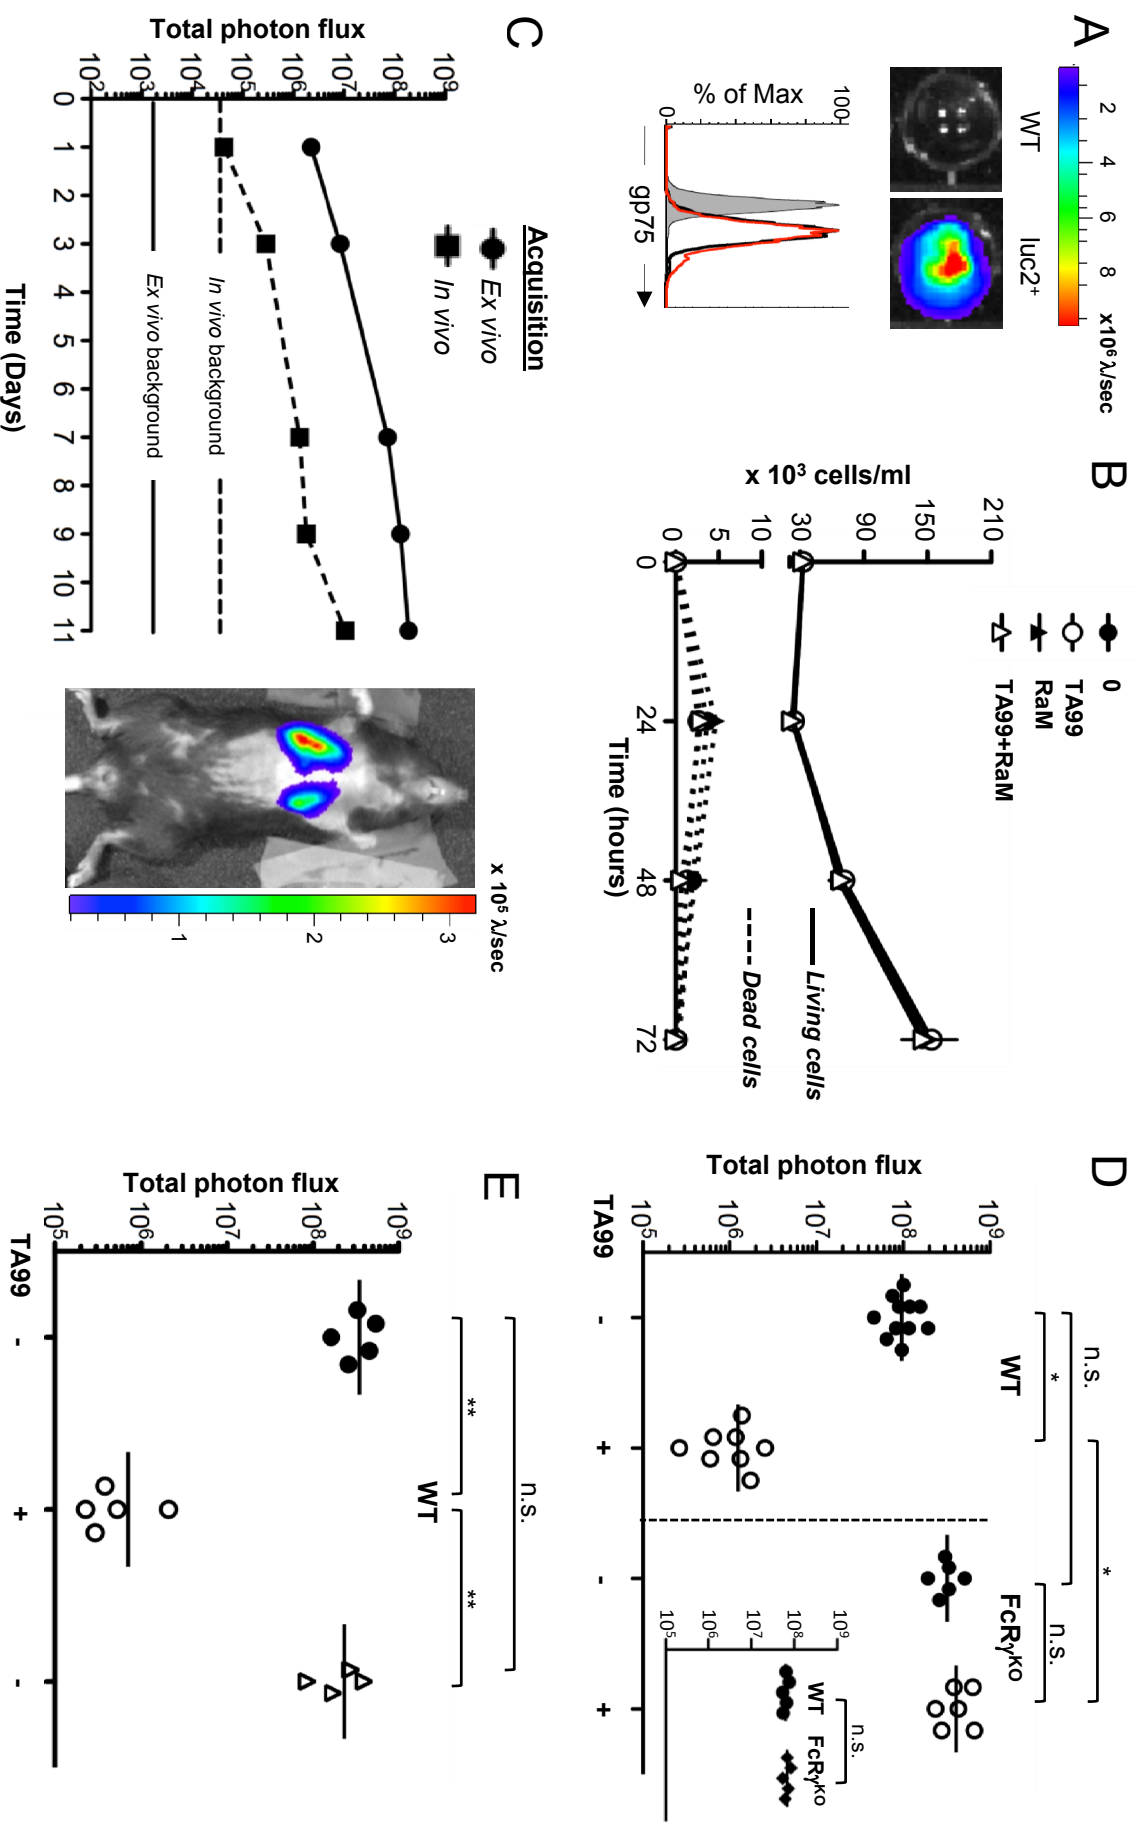 A
WT
luc2⁺
2
4
6
8
x10⁶ λ/sec
% of Max
100
0
gp75
B
0
TA99
RaM
TA99+RaM
x 10³ cells/ml
210
150
90
30
10
5
0
0
24
48
72
Time (hours)
Living cells
Dead cells
C
Acquisition
Ex vivo
In vivo
Total photon flux
10⁹
10⁸
10⁷
10⁶
10⁵
10⁴
10³
10²
In vivo background
Ex vivo background
0 1 2 3 4 5 6 7 8 9 10 11
Time (Days)
x 10⁵ λ/sec
1
2
3
D
*
n.s.
*
n.s.
WT
FcRγᴷᴼ
Total photon flux
10⁹
10⁸
10⁷
10⁶
10⁵
n.s.
WT FcRγᴷᴼ
10⁹
10⁸
10⁷
10⁶
10⁵
TA99 - + - +
E
n.s.
** **
WT
Total photon flux
10⁹
10⁸
10⁷
10⁶
10⁵
TA99 - + -